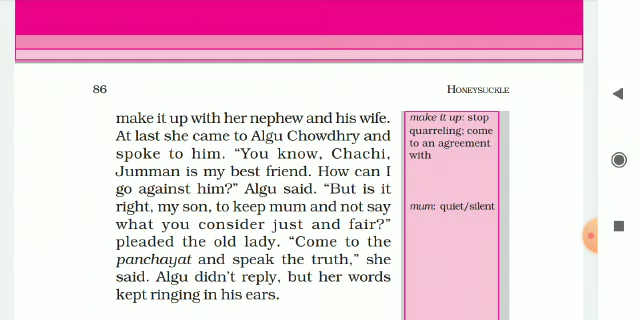 86
HONEYSUCKLE
make it up with her nephew and his wife.
At last she came to Algu Chowdhry and
spoke to him. “You know, Chachi,
Jumman is my best friend. How can I
go against him?” Algu said. “But is it
right, my son, to keep mum and not say
what you consider just and fair?”
pleaded the old lady. “Come to the
panchayat and speak the truth,” she
said. Algu didn’t reply, but her words
kept ringing in his ears.
make it up: stop
quarreling; come
to an agreement
with
mum: quiet/silent